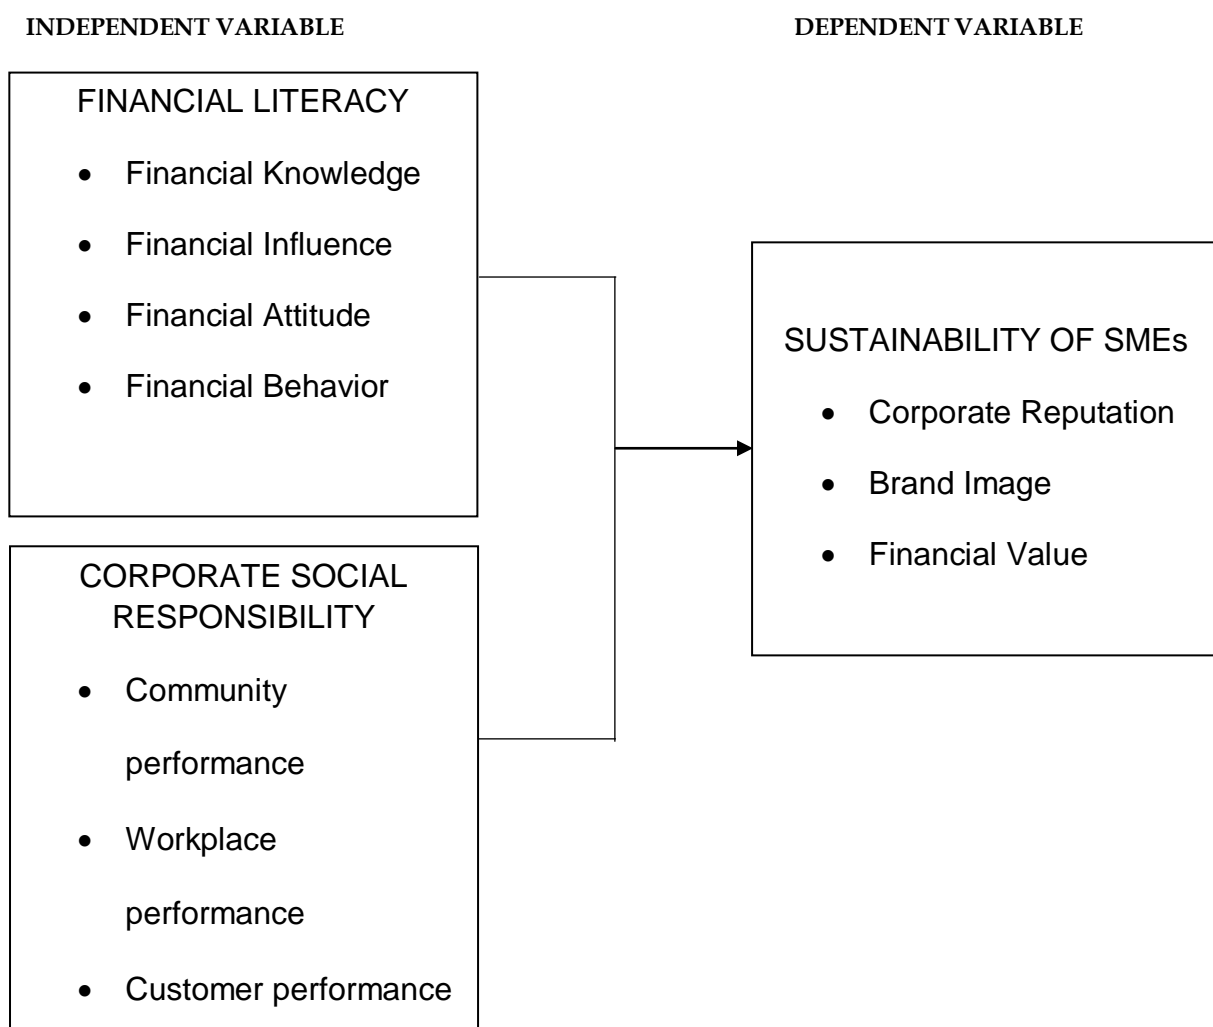 INDEPENDENT VARIABLE
DEPENDENT VARIABLE
FINANCIAL LITERACY
• Financial Knowledge
• Financial Influence
• Financial Attitude
• Financial Behavior
CORPORATE SOCIAL
RESPONSIBILITY
• Community
performance
• Workplace
performance
• Customer performance
SUSTAINABILITY OF SMEs
• Corporate Reputation
• Brand Image
• Financial Value